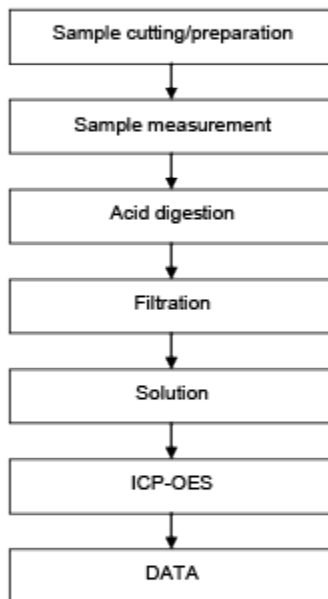 Sample cutting/preparation
Sample measurement
Acid digestion
Filtration
Solution
ICP-OES
DATA